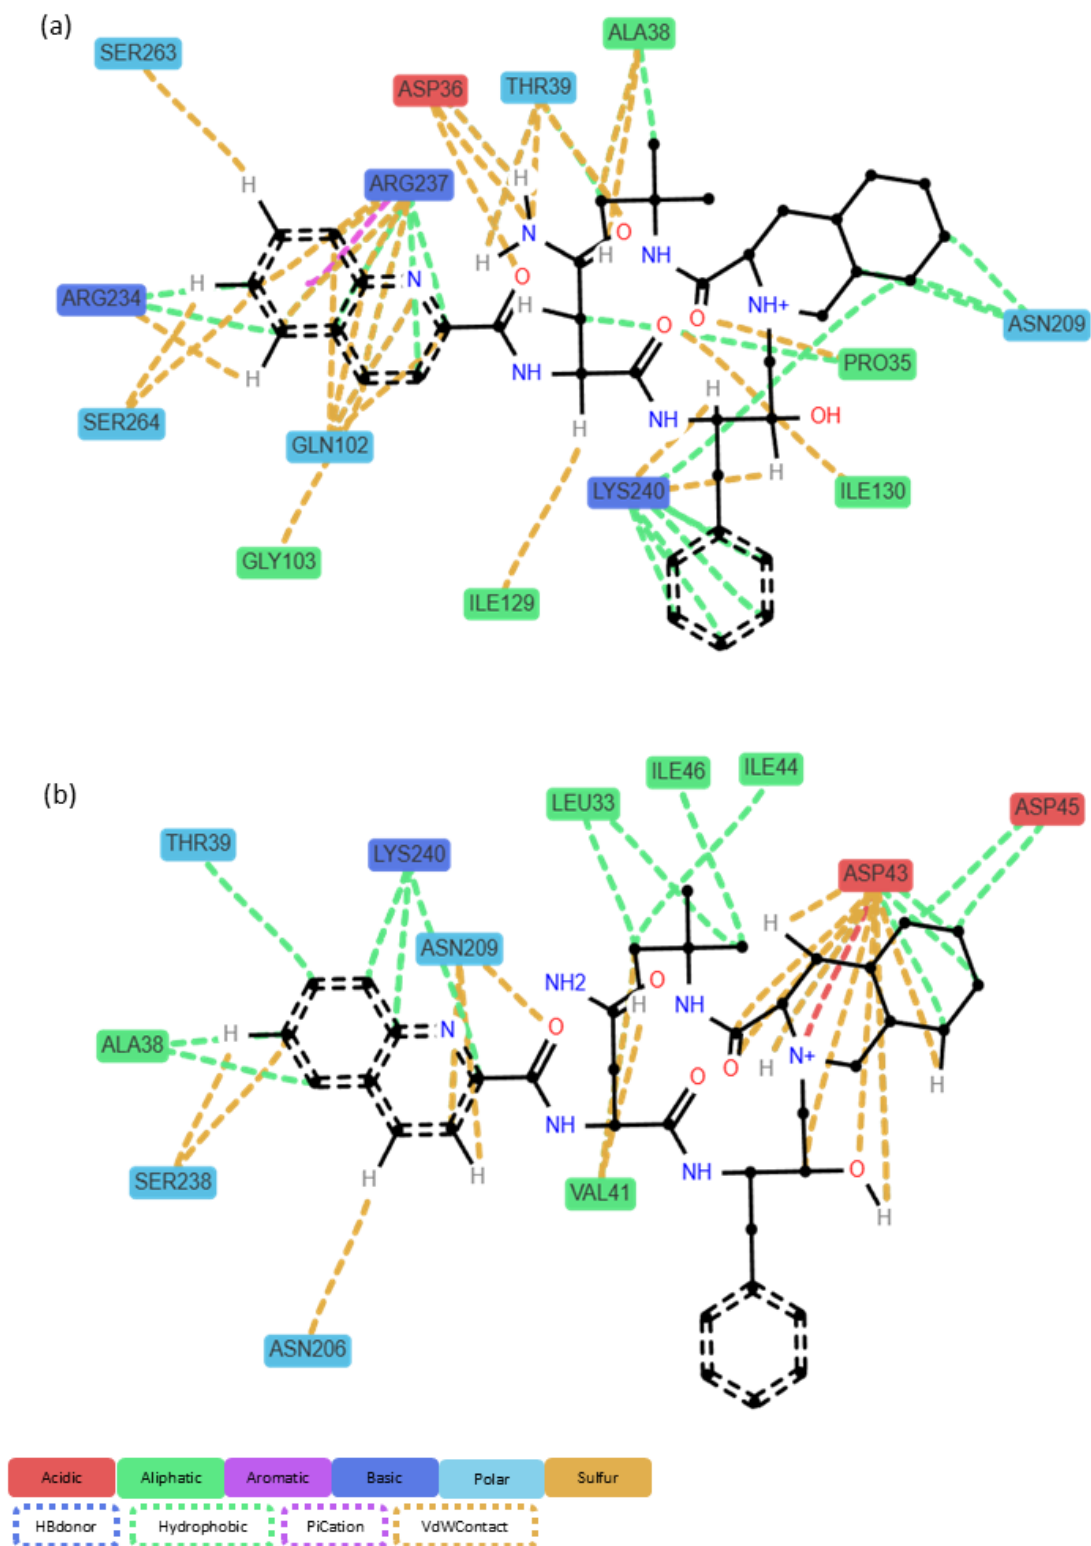 (a)
ALA38
SER263
ASP36
THR39
H
ARG237
H
N
O
H
H
NH
N
O
H
ARG234
H
NH+
O
ASN209
O
PRO35
H
NH
H
SER264
NH
OH
GLN102
H
H
LYS240
ILE130
GLY103
ILE129
(b)
ILE46
ILE44
LEU33
ASP45
THR39
LYS240
ASP43
H
ASN209
NH2
O
H
NH
N
O
H
ALA38
N+
O
H
O
H
NH
H
NH
O
SER238
H
H
VAL41
H
ASN206
Acidic Aliphatic Aromatic Basic Polar Sulfur
HBdonor Hydrophobic PiCation VdWContact